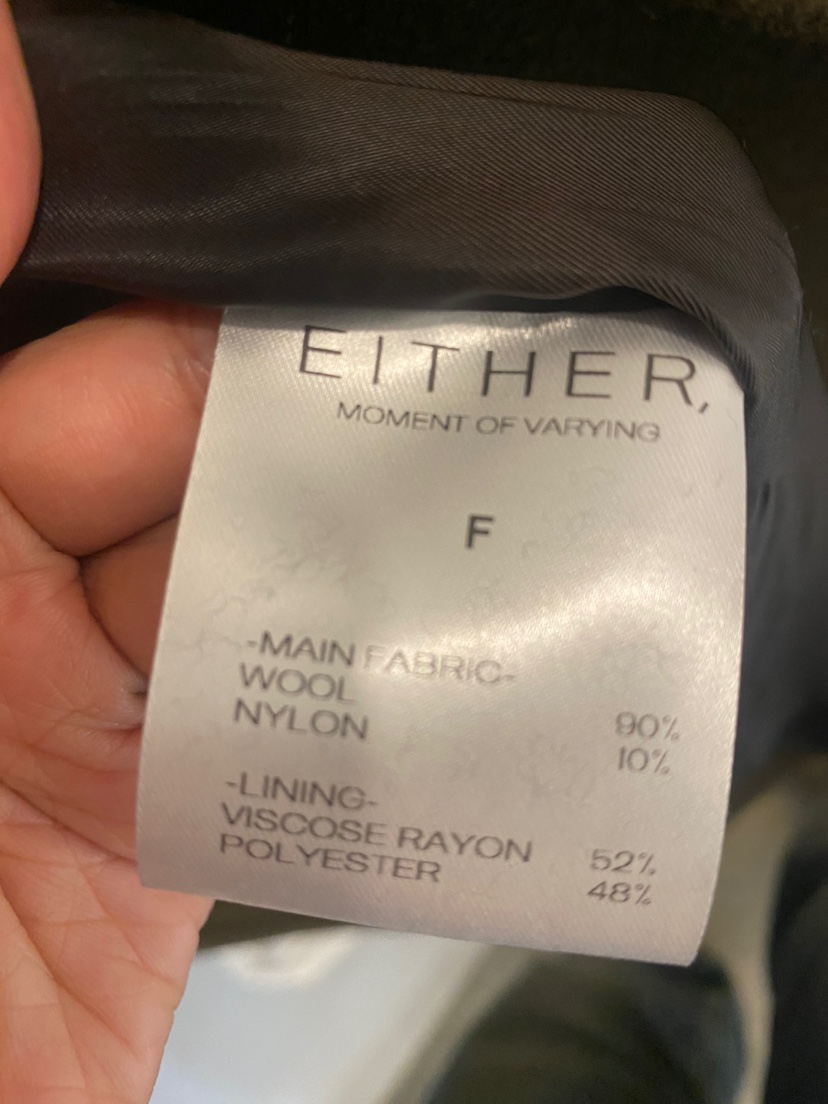 EITHER,
MOMENT OF VARYING
F
-MAIN FABRIC-
WOOL 90%
NYLON 10%
-LINING-
VISCOSE RAYON 52%
POLYESTER 48%